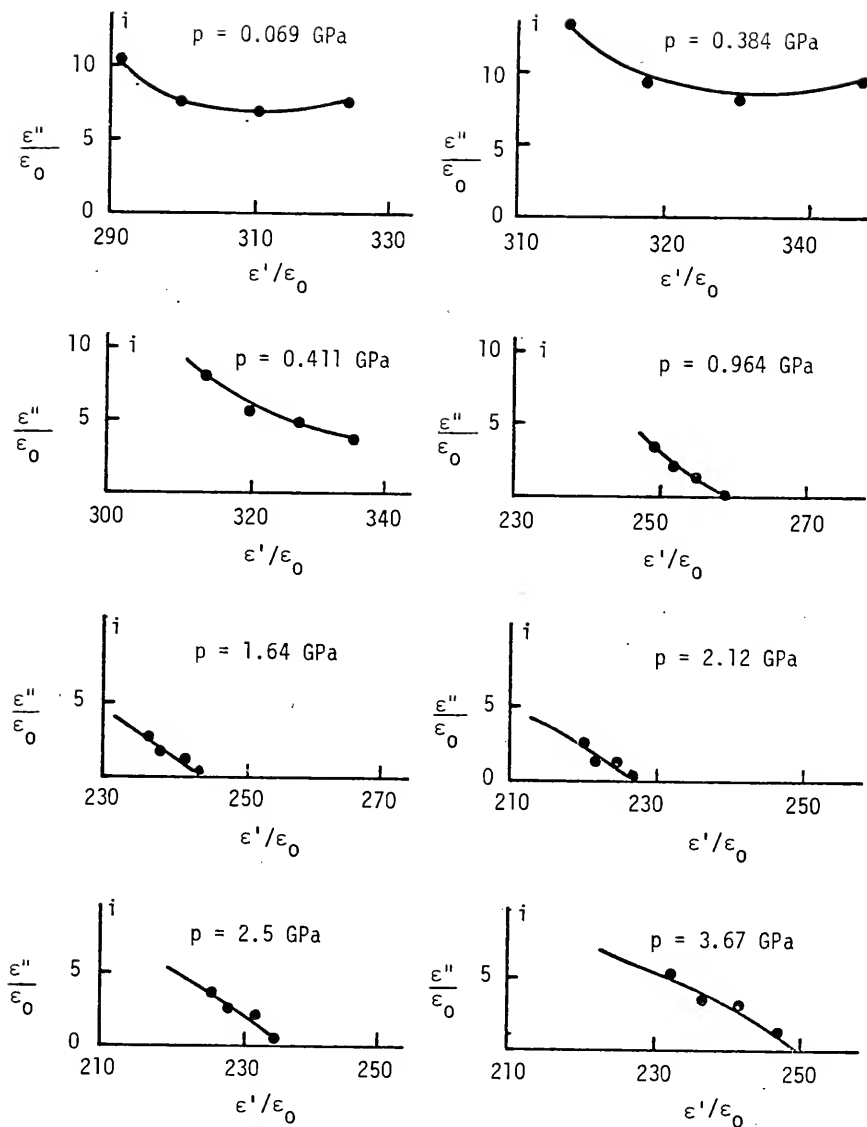 i
p = 0.069 GPa
10
5
0
ε"
ε₀
290 310 330
ε'/ε₀
i
p = 0.384 GPa
10
5
0
ε"
ε₀
310 320 340
ε'/ε₀
i
p = 0.411 GPa
10
5
ε"
ε₀
300 320 340
ε'/ε₀
i
p = 0.964 GPa
10
5
0
ε"
ε₀
230 250 270
ε'/ε₀
i
p = 1.64 GPa
5
0
ε"
ε₀
230 250 270
ε'/ε₀
i
p = 2.12 GPa
5
0
ε"
ε₀
210 230 250
ε'/ε₀
i
p = 2.5 GPa
5
0
ε"
ε₀
210 230 250
ε'/ε₀
i
p = 3.67 GPa
5
ε"
ε₀
210 230 250
ε'/ε₀